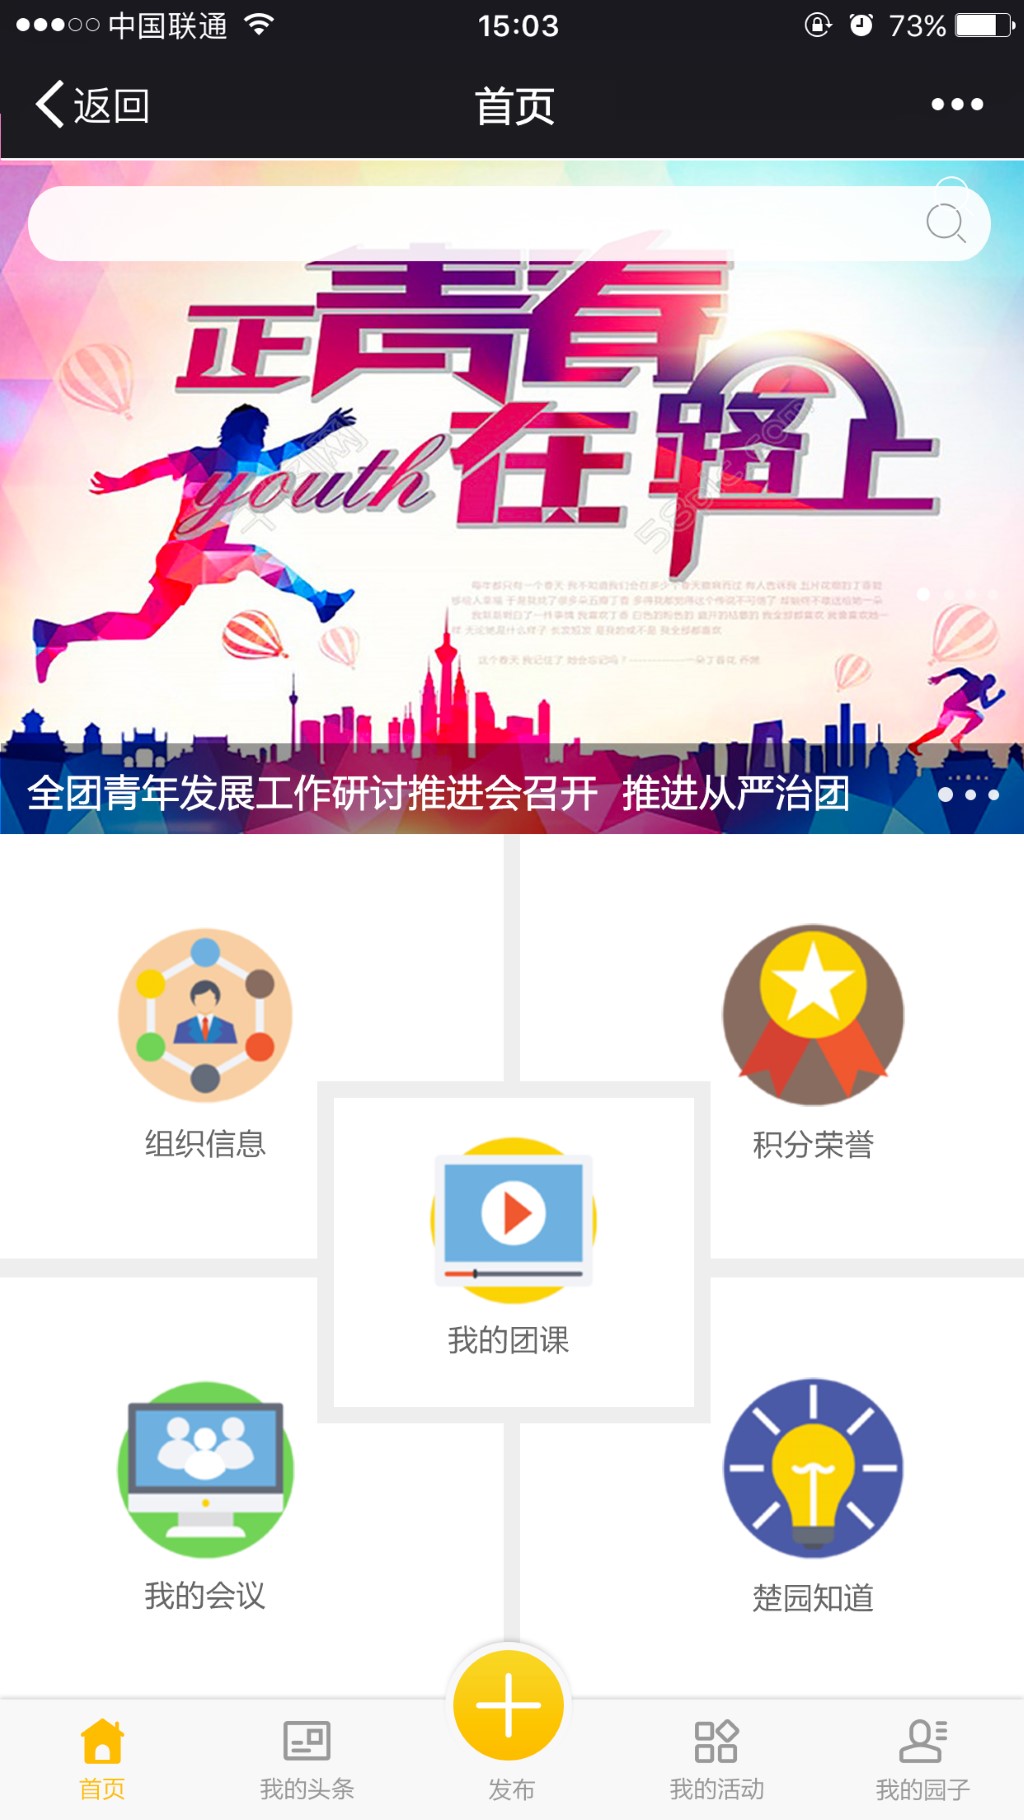 中国联通
15:03
73%
返回
首页
正青春
youth
在路上
全团青年发展工作研讨推进会召开 推进从严治团
组织信息
积分荣誉
我的团课
我的会议
楚园知道
首页
我的头条
发布
我的活动
我的园子